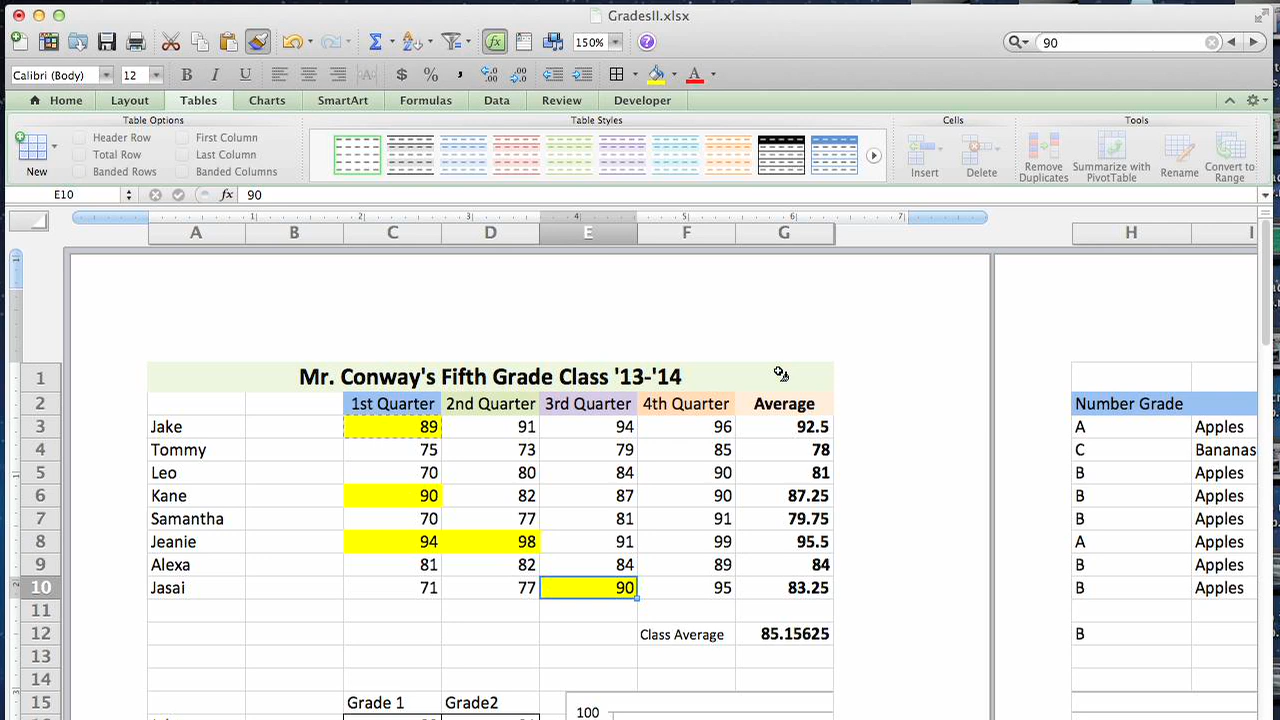 GradesII.xlsx
150%
90
Calibri (Body) 12 B I U $ %
Home Layout Tables Charts SmartArt Formulas Data Review Developer
Table Options Table Styles Cells Tools
New Header Row First Column
Total Row Last Column
Banded Rows Banded Columns
Insert Delete Remove Duplicates Summarize with PivotTable Rename Convert to Range
E10 fx 90
1 2 3 4 5 6 7
A B C D E F G H I
1 Mr. Conway's Fifth Grade Class '13-'14
2 1st Quarter 2nd Quarter 3rd Quarter 4th Quarter Average Number Grade
3 Jake 89 91 94 96 92.5 A Apples
4 Tommy 75 73 79 85 78 C Bananas
5 Leo 70 80 84 90 81 B Apples
6 Kane 90 82 87 90 87.25 B Apples
7 Samantha 70 77 81 91 79.75 B Apples
8 Jeanie 94 98 91 99 95.5 A Apples
9 Alexa 81 82 84 89 84 B Apples
10 Jasai 71 77 90 95 83.25 B Apples
11
12 Class Average 85.15625 B
13
14
15 Grade 1 Grade2
100